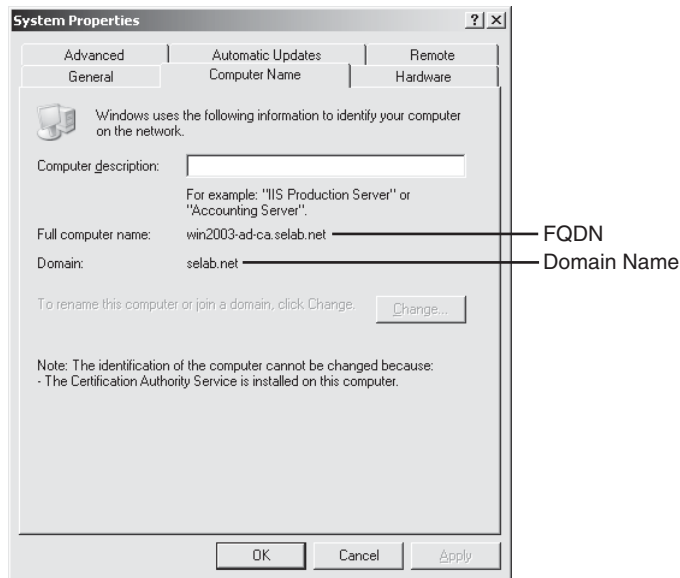 System Properties
? ×
Advanced Automatic Updates Remote
General Computer Name Hardware
Windows uses the following information to identify your computer
on the network.
Computer description:
For example: "IIS Production Server" or
"Accounting Server".
Full computer name: win2003-ad-ca.selab.net FQDN
Domain: selab.net Domain Name
To rename this computer or join a domain, click Change. Change...
Note: The identification of the computer cannot be changed because:
- The Certification Authority Service is installed on this computer.
OK Cancel Apply